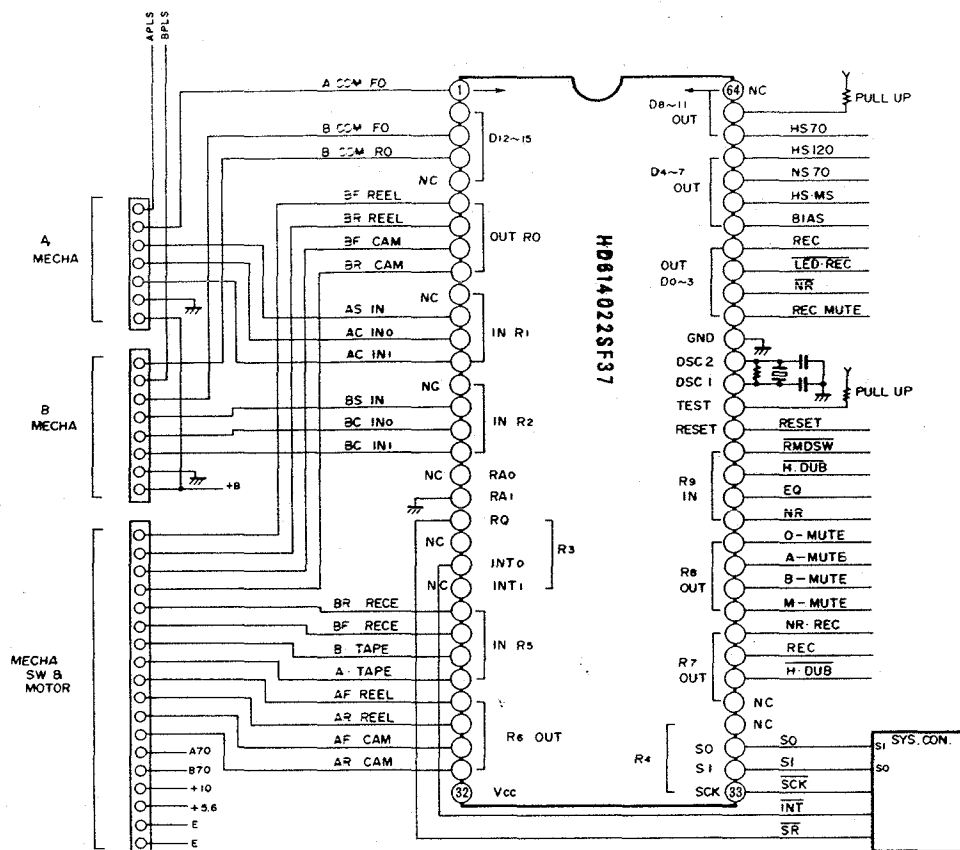 APLS
BPLS
A COM FO
B COM FO
B COM RO
NC
BF REEL
BR REEL
BF CAM
BR CAM
NC
AS IN
AC IN0
AC IN1
NC
BS IN
BC IN0
BC IN1
NC
BR RECE
BF RECE
B TAPE
A TAPE
AF REEL
AR REEL
AF CAM
AR CAM
A MECHA
B MECHA
+B
MECHA SW & MOTOR
A70
B70
+10
+5.6
E
E
1
D12~15
OUT R0
IN R1
IN R2
RA0
RA1
RQ
NC
INT0
NC
INT1
R3
IN R5
R6 OUT
32
Vcc
HD614022SF37
64
NC
D8~11 OUT
PULL UP
HS70
D4~7 OUT
HS120
NS70
HS·MS
BIAS
OUT D0~3
REC
LED·REC
NR
REC MUTE
GND
DSC 2
DSC 1
TEST
PULL UP
RESET
RESET
R9 IN
RMDSW
H.DUB
EQ
NR
R8 OUT
O-MUTE
A-MUTE
B-MUTE
M-MUTE
R7 OUT
NR·REC
REC
H·DUB
NC
NC
R4
SO
SO
SI
SI
SCK
33
SCK
INT
SR
SYS.CON.
SI
SO